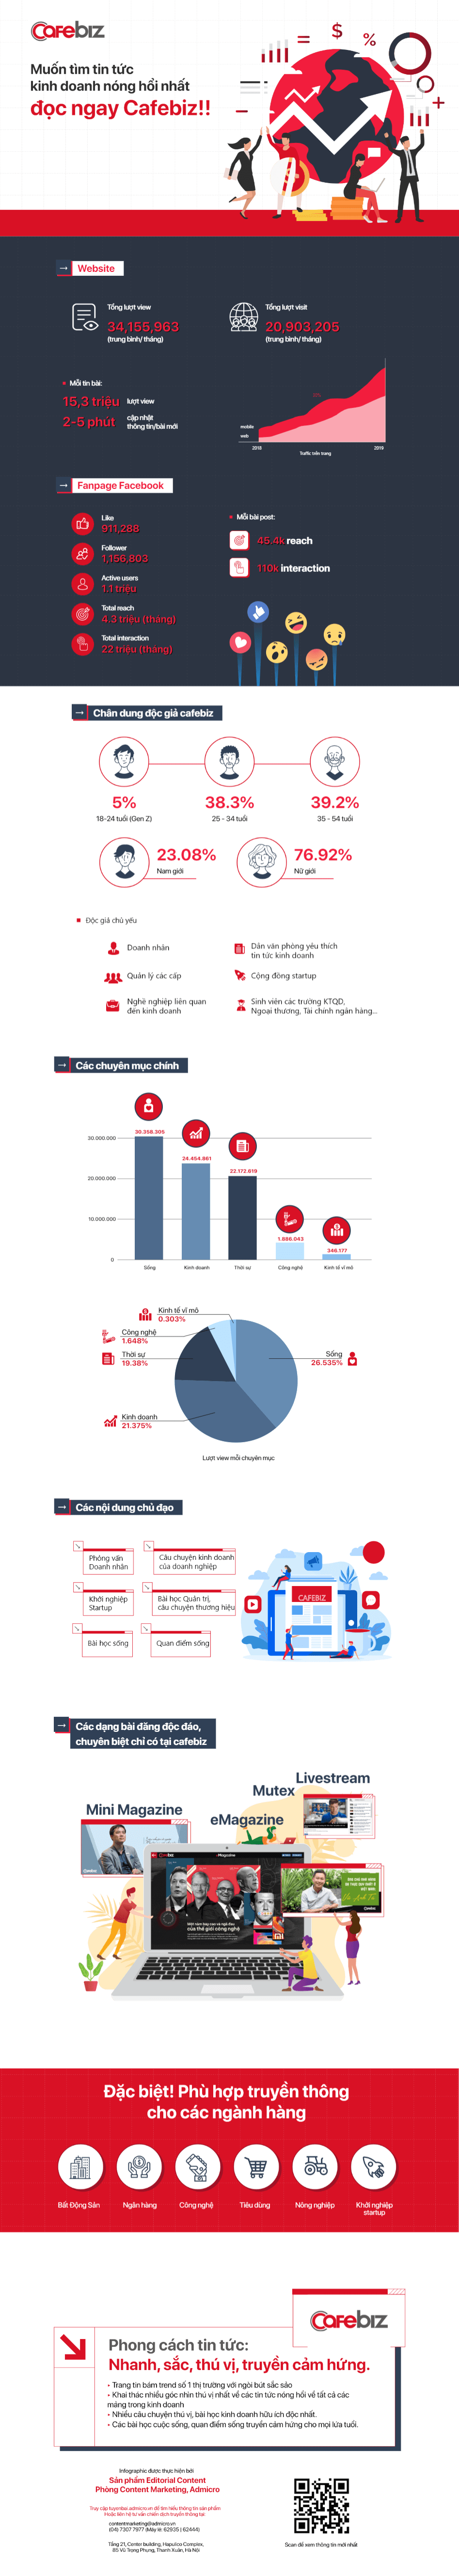 Cafebiz
Muốn tìm tin tức
kinh doanh nóng hổi nhất
đọc ngay Cafebiz!!
$
%
Website
Tổng lượt view
34,155,963
(trung bình/ tháng)
Tổng lượt visit
20,903,205
(trung bình/ tháng)
Mỗi tin bài:
15,3 triệu lượt view
2-5 phút cập nhật
thông tin/bài mới
mobile
web
2018
2019
Traffic trên trang
Fanpage Facebook
Like
911,288
Follower
1,156,803
Active users
1.1 triệu
Total reach
4.3 triệu (tháng)
Total interaction
22 triệu (tháng)
Mỗi bài post:
45.4k reach
110k interaction
Chân dung độc giả cafebiz
5%
18-24 tuổi (Gen Z)
38.3%
25 - 34 tuổi
39.2%
35 - 54 tuổi
23.08%
Nam giới
76.92%
Nữ giới
Độc giả chủ yếu
Doanh nhân
Quản lý các cấp
Nghề nghiệp liên quan
đến kinh doanh
Dân văn phòng yêu thích
tin tức kinh doanh
Cộng đồng startup
Sinh viên các trường KTQD,
Ngoại thương, Tài chính ngân hàng...
Các chuyên mục chính
30.358.305
24.454.861
22.172.619
1.886.043
346.177
30.000.000
20.000.000
10.000.000
0
Sống
Kinh doanh
Thời sự
Công nghệ
Kinh tế vĩ mô
Kinh tế vĩ mô
0.303%
Công nghệ
1.648%
Thời sự
19.38%
Sống
26.535%
Kinh doanh
21.375%
Lượt view mỗi chuyên mục
Các nội dung chủ đạo
Phỏng vấn
Doanh nhân
Câu chuyện kinh doanh
của doanh nghiệp
Khởi nghiệp
Startup
Bài học Quản trị,
câu chuyện thương hiệu
Bài học sống
Quan điểm sống
CAFEBIZ
Các dạng bài đăng độc đáo,
chuyên biệt chỉ có tại cafebiz
Livestream
Mutex
Mini Magazine
eMagazine
Đặc biệt! Phù hợp truyền thông
cho các ngành hàng
Bất Động Sản
Ngân hàng
Công nghệ
Tiêu dùng
Nông nghiệp
Khởi nghiệp
startup
Cafebiz
Phong cách tin tức:
Nhanh, sắc, thú vị, truyền cảm hứng.
• Trang tin bám trend số 1 thị trường với ngòi bút sắc sảo
• Khai thác nhiều góc nhìn thú vị nhất về các tin tức nóng hổi về tất cả các
mảng trong kinh doanh
• Nhiều câu chuyện thú vị, bài học kinh doanh hữu ích độc nhất.
• Các bài học cuộc sống, quan điểm sống truyền cảm hứng cho mọi lứa tuổi.
Infographic được thực hiện bởi
Sản phẩm Editorial Content
Phòng Content Marketing, Admicro
Truy cập tuyenbai.admicro.vn để tìm hiểu thông tin sản phẩm
Hoặc liên hệ tư vấn chiến dịch truyền thông tại:
contentmarketing@admicro.vn
(04) 7307 7977 (Máy lẻ: 62935 | 62444)
Tầng 21, Center building, Hapulico Complex,
85 Vũ Trọng Phụng, Thanh Xuân, Hà Nội
Scan để xem thông tin mới nhất